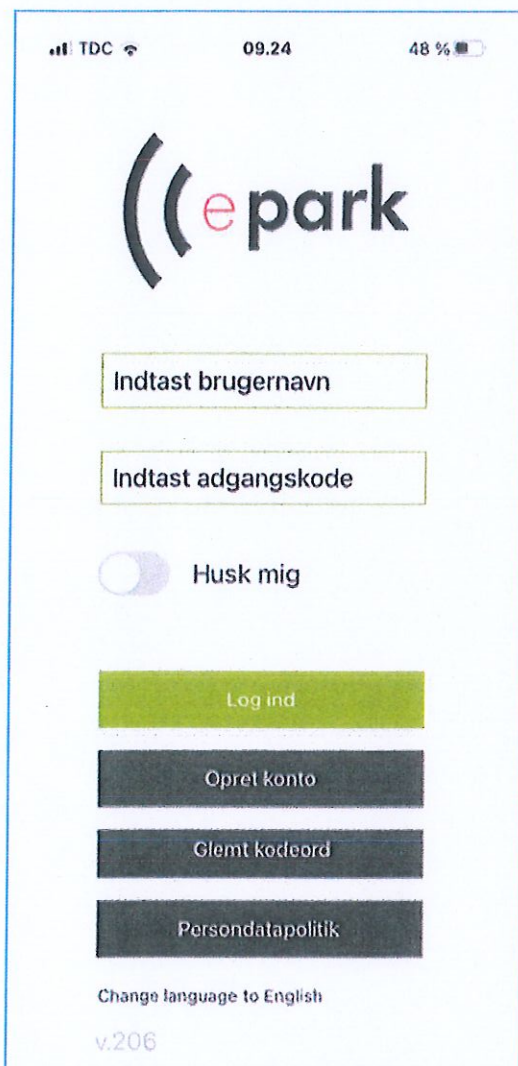 TDC 09.24 48 %
epark
Indtast brugernavn
Indtast adgangskode
Husk mig
Log ind
Opret konto
Glemt kodeord
Persondatapolitik
Change language to English
v.206